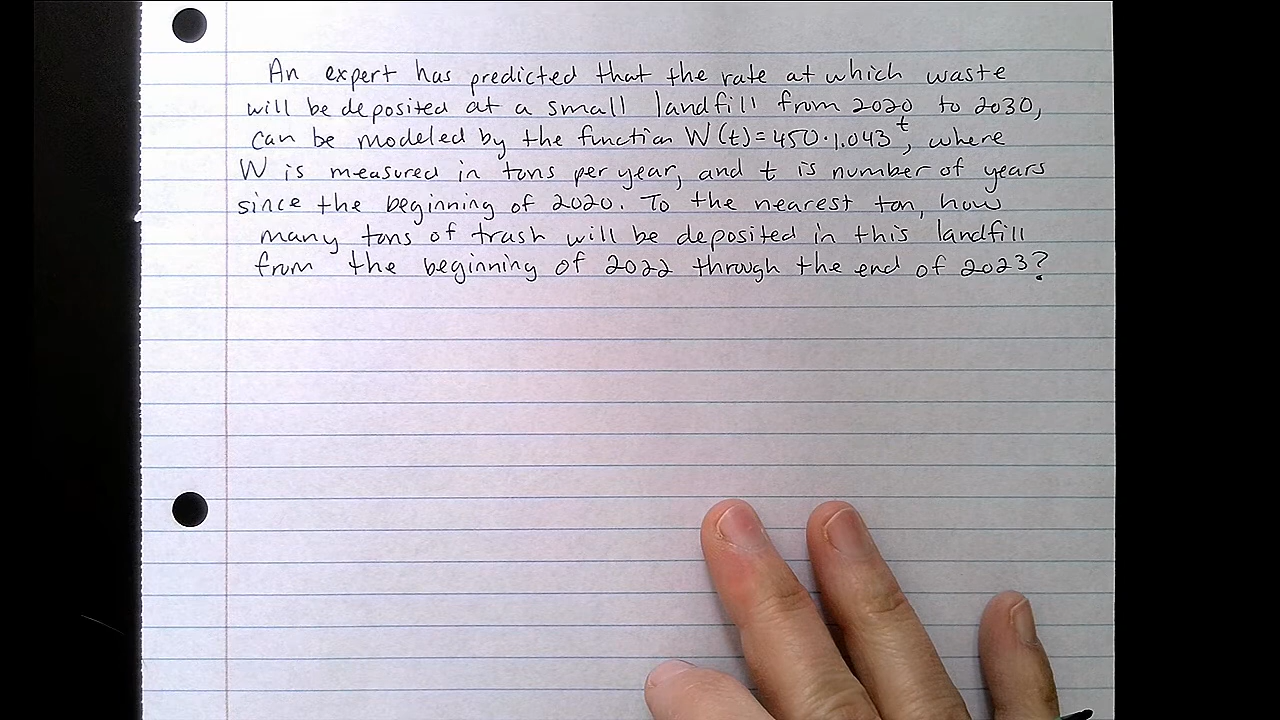 An expert has predicted that the rate at which waste
will be deposited at a small landfill from 2020 to 2030,
can be modeled by the function W(t)=450·1.043^t, where
W is measured in tons per year, and t is number of years
since the beginning of 2020. To the nearest ton, how
many tons of trash will be deposited in this landfill
from the beginning of 2022 through the end of 2023?